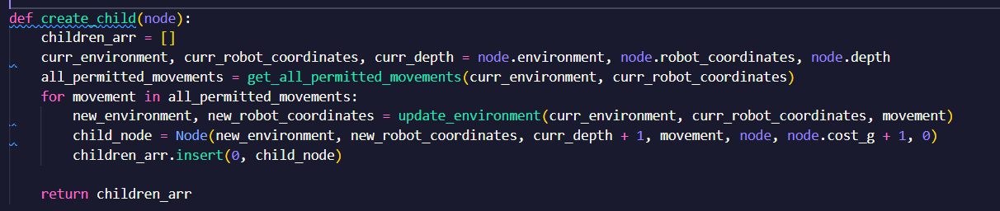 def create_child(node):
    children_arr = []
    curr_environment, curr_robot_coordinates, curr_depth = node.environment, node.robot_coordinates, node.depth
    all_permitted_movements = get_all_permitted_movements(curr_environment, curr_robot_coordinates)
    for movement in all_permitted_movements:
        new_environment, new_robot_coordinates = update_environment(curr_environment, curr_robot_coordinates, movement)
        child_node = Node(new_environment, new_robot_coordinates, curr_depth + 1, movement, node, node.cost_g + 1, 0)
        children_arr.insert(0, child_node)

    return children_arr